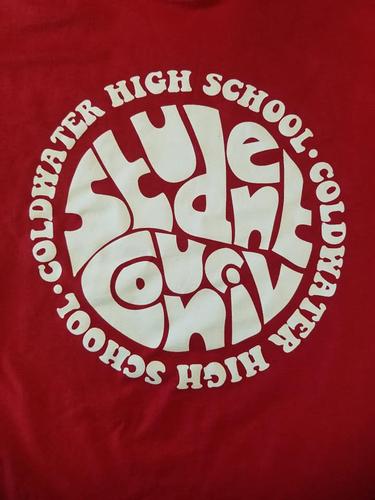 COLDWATER HIGH SCHOOL • COLDWATER HIGH SCHOOL •
Student
Council